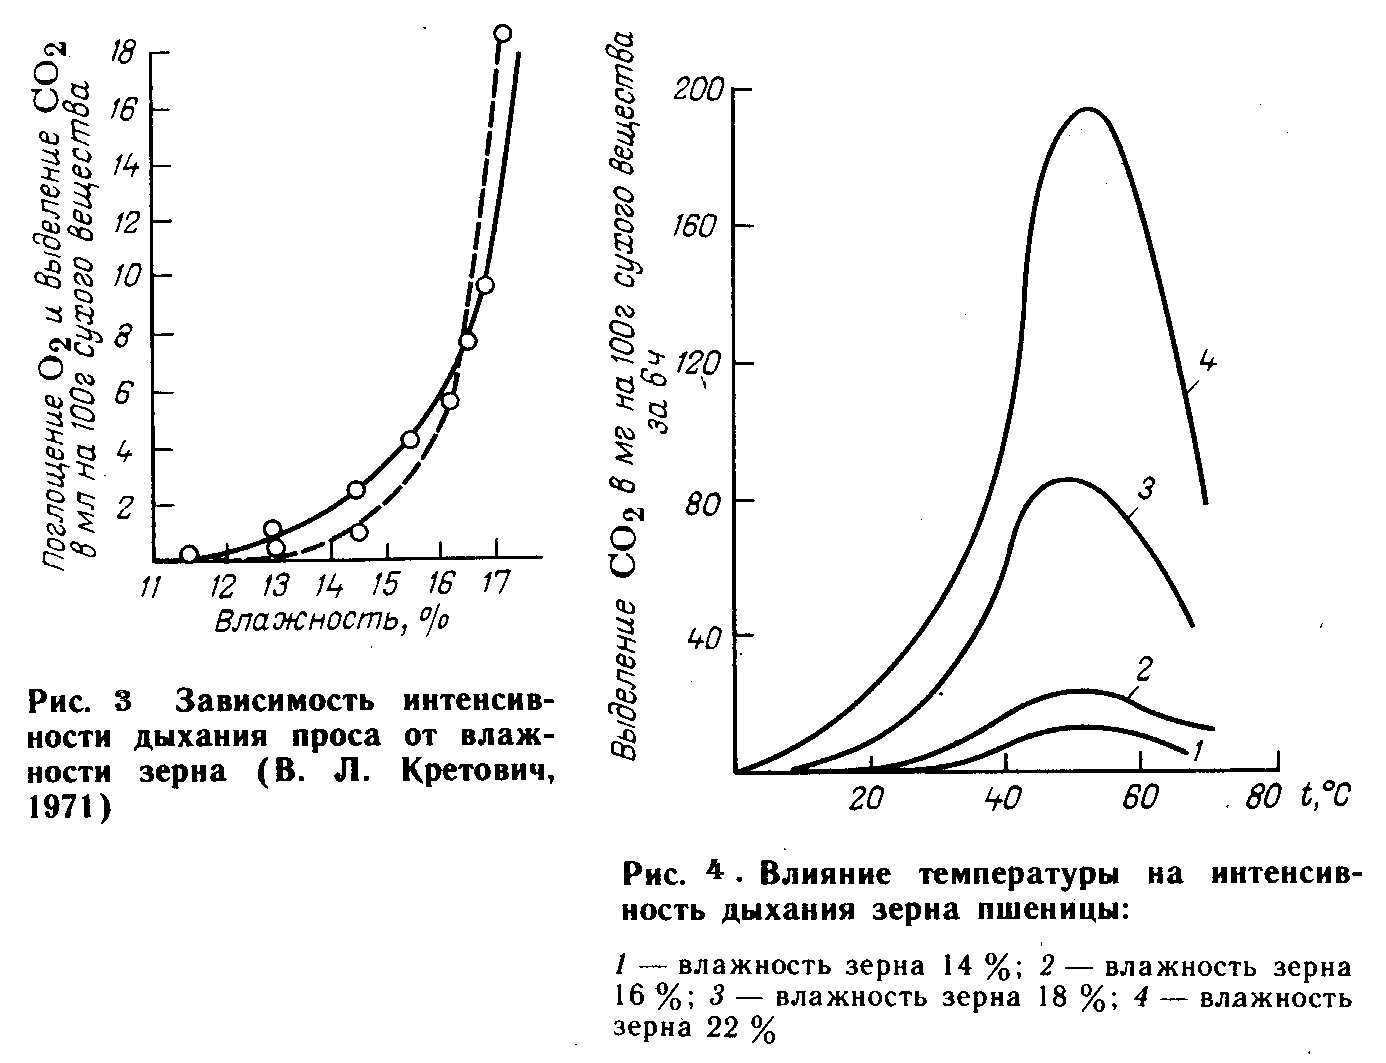 Поглощение O2 и выделение CO2
в мл на 100г сухого вещества
18
16
14
12
10
8
6
4
2
11 12 13 14 15 16 17
Влажность, %
Рис. 3 Зависимость интенсив-
ности дыхания проса от влаж-
ности зерна (В. Л. Кретович,
1971)
Выделение CO2 в мг на 100г сухого вещества
за 6ч
200
160
120
80
40
4
3
2
1
20 40 60 80 t,°C
Рис. 4. Влияние температуры на интенсив-
ность дыхания зерна пшеницы:
1 — влажность зерна 14 %; 2 — влажность зерна
16 %; 3 — влажность зерна 18 %; 4 — влажность
зерна 22 %